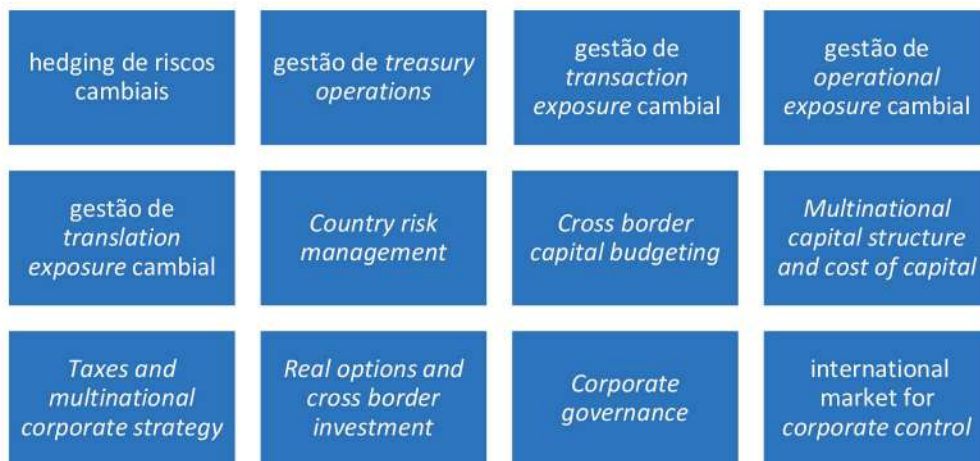 hedging de riscos
cambiais
gestão de treasury
operations
gestão de
transaction
exposure cambial
gestão de
operational
exposure cambial
gestão de
translation
exposure cambial
Country risk
management
Cross border
capital budgeting
Multinational
capital structure
and cost of capital
Taxes and
multinational
corporate strategy
Real options and
cross border
investment
Corporate
governance
international
market for
corporate control